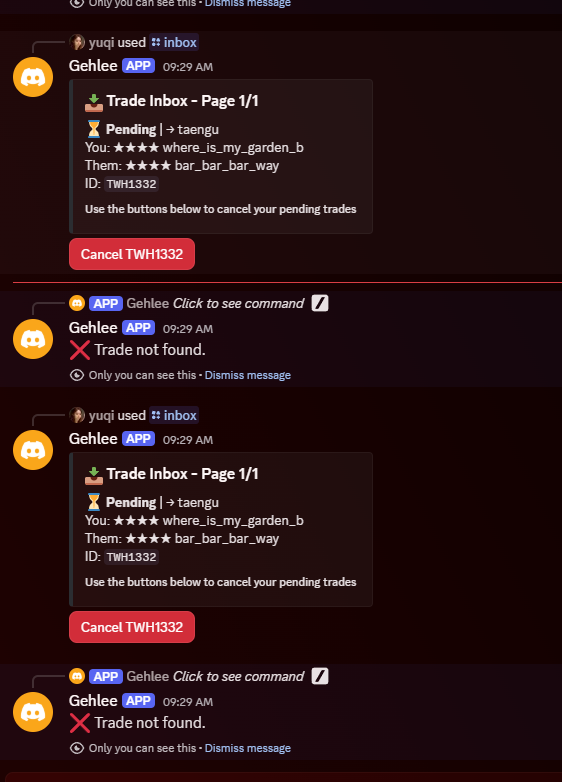 Only you can see this • Dismiss message
yuqi used inbox
Gehlee APP 09:29 AM
Trade Inbox - Page 1/1
Pending | → taengu
You: ★★★★ where_is_my_garden_b
Them: ★★★★ bar_bar_bar_way
ID: TWH1332
Use the buttons below to cancel your pending trades
Cancel TWH1332
APP Gehlee Click to see command
Gehlee APP 09:29 AM
❌ Trade not found.
Only you can see this • Dismiss message
yuqi used inbox
Gehlee APP 09:29 AM
Trade Inbox - Page 1/1
Pending | → taengu
You: ★★★★ where_is_my_garden_b
Them: ★★★★ bar_bar_bar_way
ID: TWH1332
Use the buttons below to cancel your pending trades
Cancel TWH1332
APP Gehlee Click to see command
Gehlee APP 09:29 AM
❌ Trade not found.
Only you can see this • Dismiss message